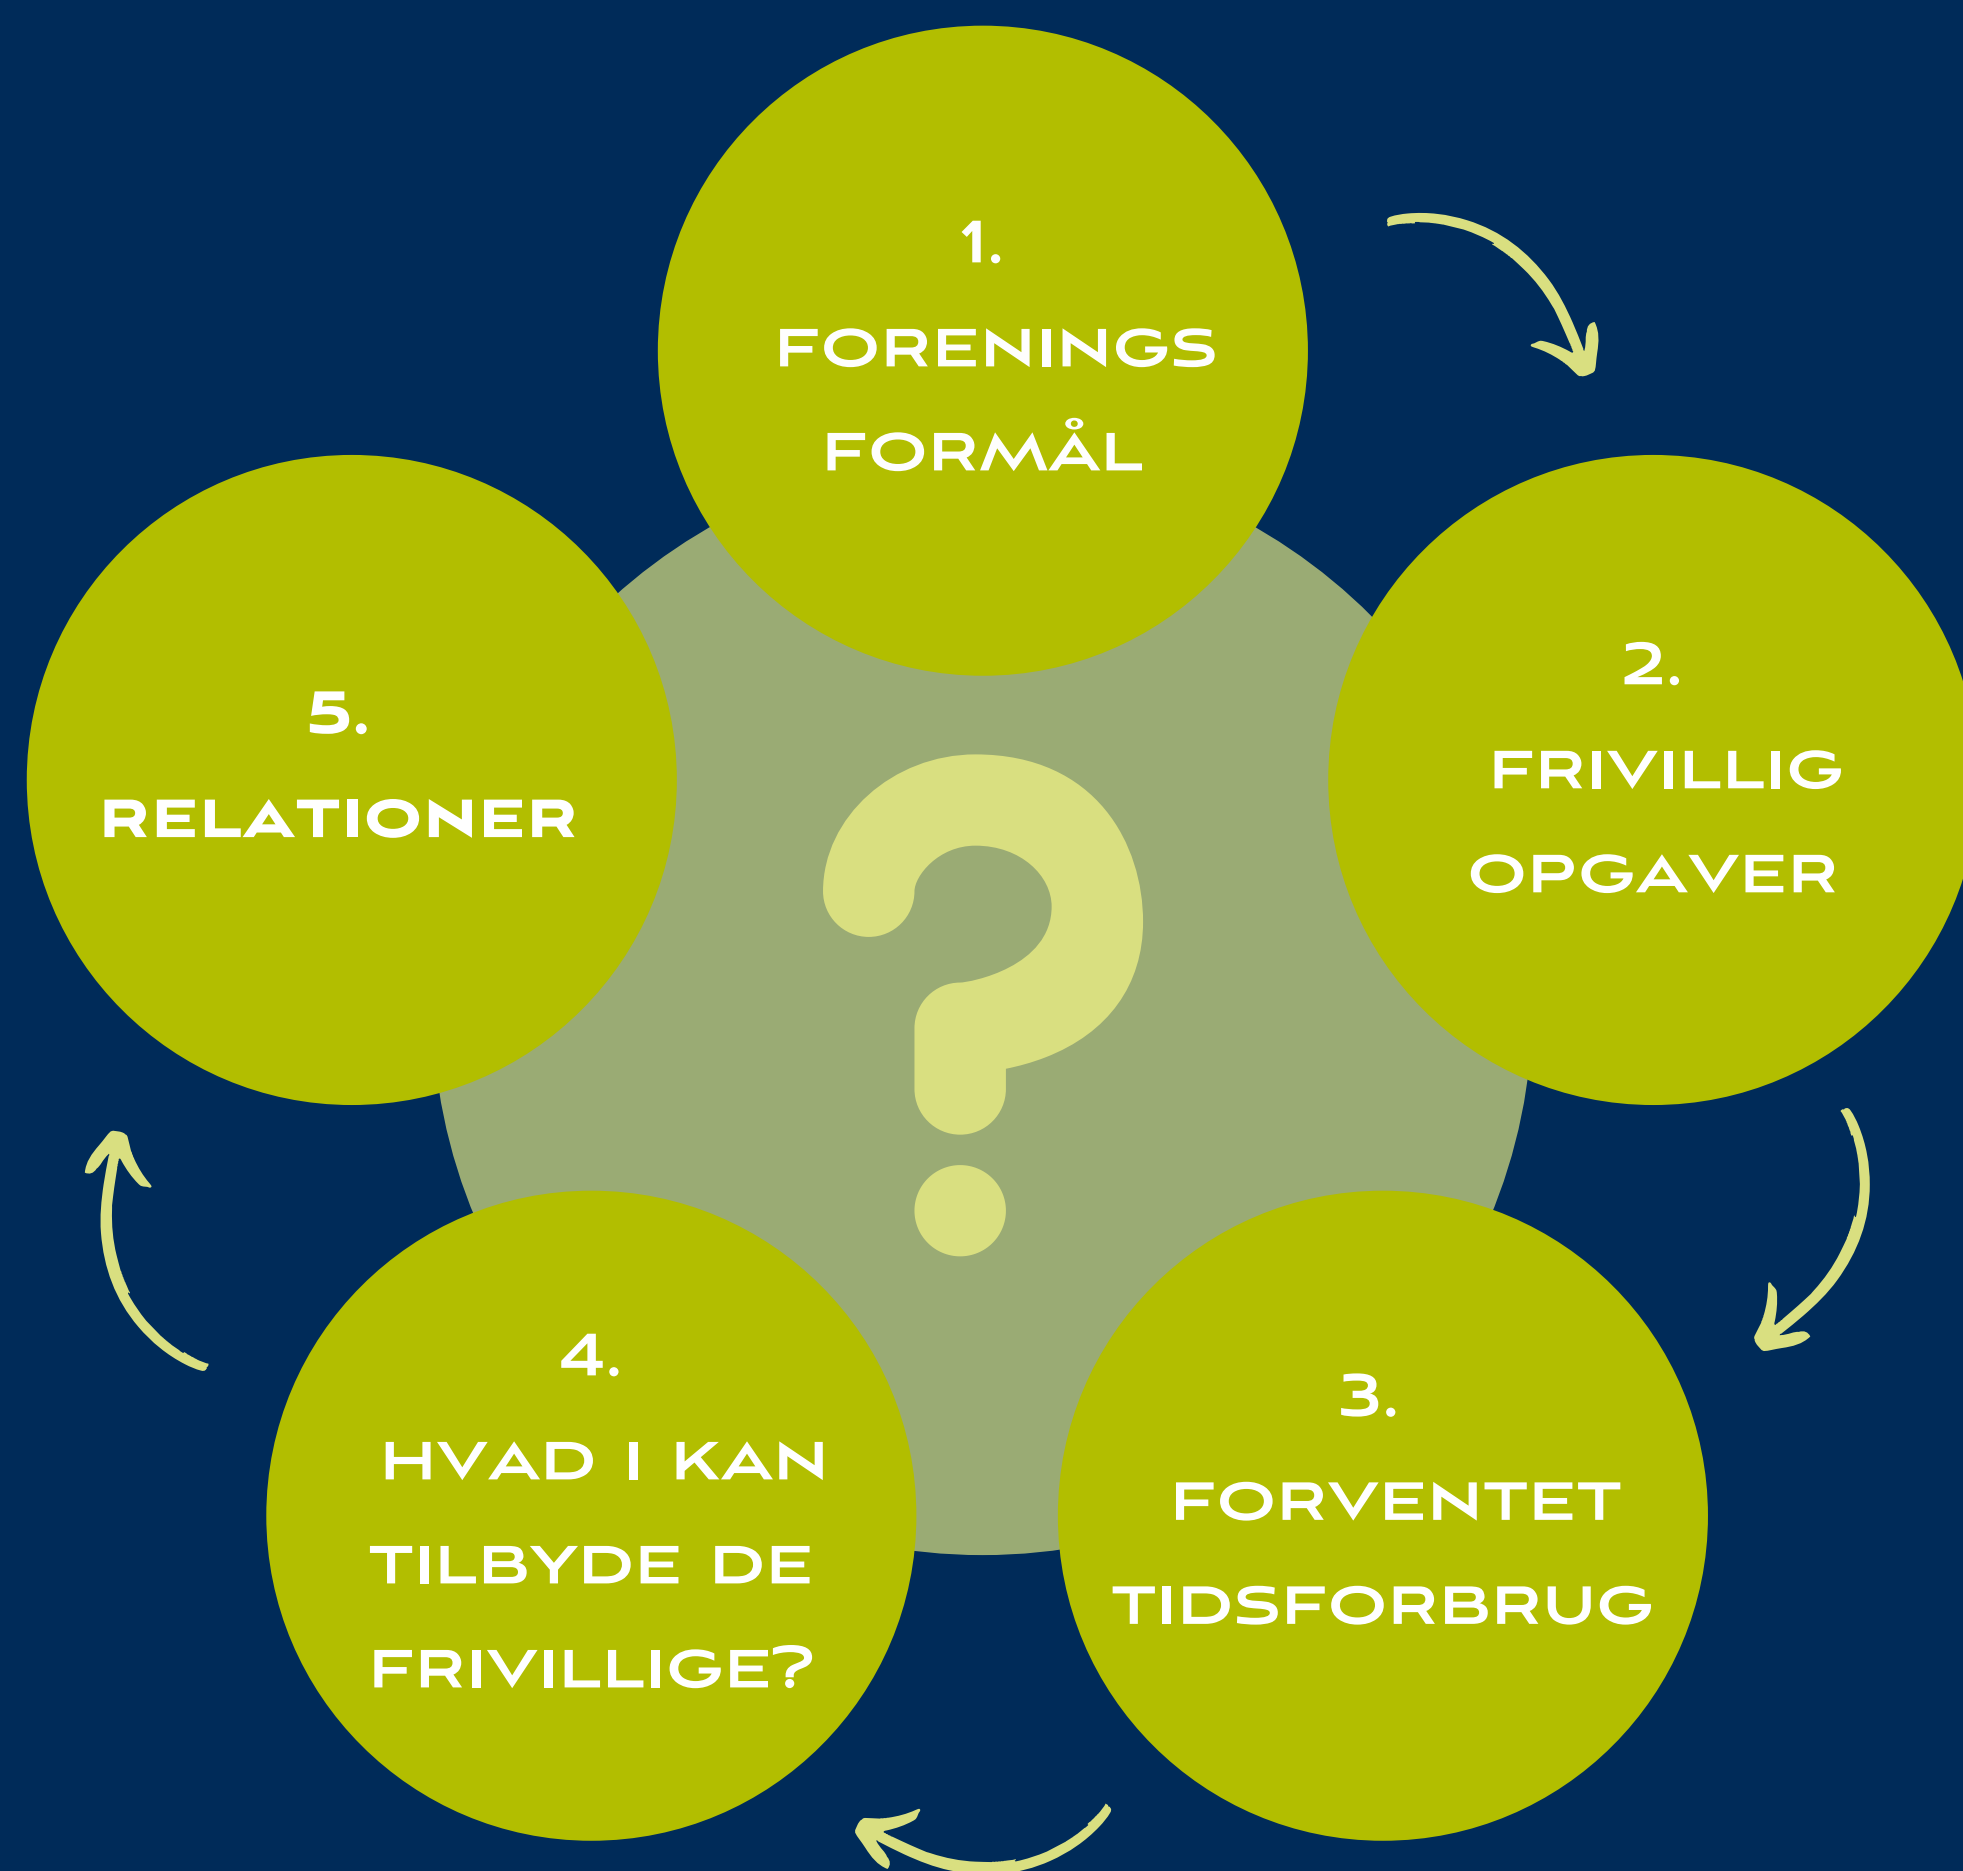 1.
FORENINGS
FORMÅL
2.
FRIVILLIG
OPGAVER
3.
FORVENTET
TIDSFORBRUG
4.
HVAD I KAN
TILBYDE DE
FRIVILLIGE?
5.
RELATIONER
?